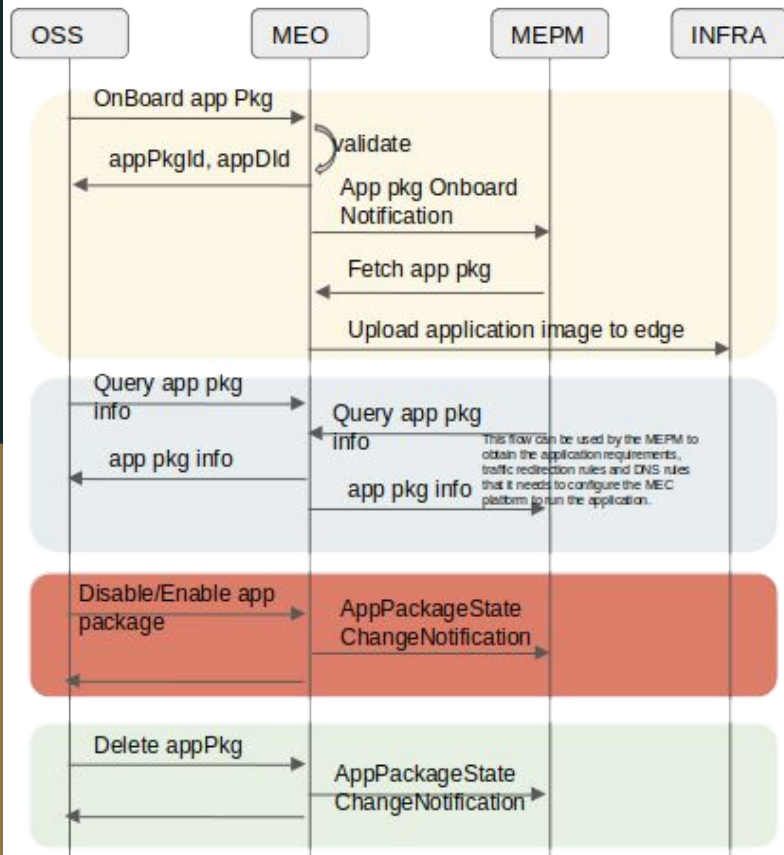 OSS
MEO
MEPM
INFRA
OnBoard app Pkg
validate
appPkgId, appDId
App pkg Onboard
Notification
Fetch app pkg
Upload application image to edge
Query app pkg
info
Query app pkg
info
This flow can be used by the MEPM to
obtain the application requirements,
traffic redirection rules and DNS rules
that it needs to configure the MEC
platform to run the application.
app pkg info
app pkg info
Disable/Enable app
package
AppPackageState
ChangeNotification
Delete appPkg
AppPackageState
ChangeNotification